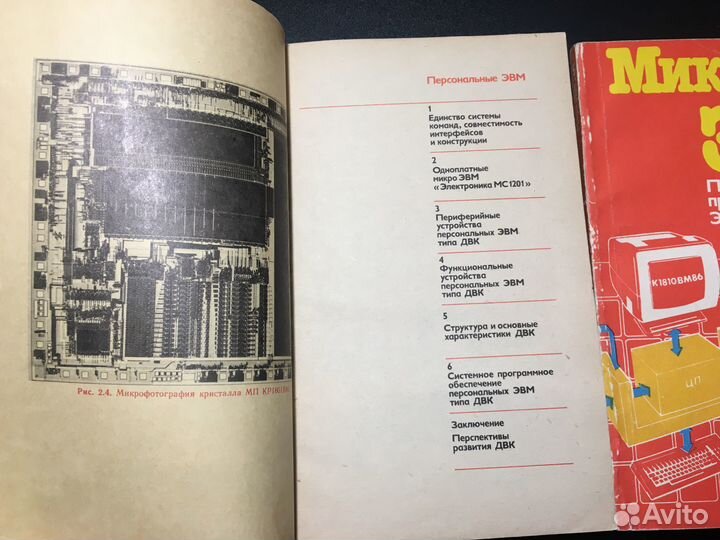 Рис. 2.4. Микрофотография кристалла МП
Персональные ЭВМ
1
Единство системы
команд, совместимость
интерфейсов
и конструкции
2
Одноплатные
микроЭВМ
«Электроника МС1201»
3
Периферийные
устройства
персональных ЭВМ
типа ДВК
4
Функциональные
устройства
персональных ЭВМ
типа ДВК
5
Структура и основные
характеристики ДВК
6
Системное программное
обеспечение
персональных ЭВМ
типа ДВК
Заключение
Перспективы
развития ДВК
Мик
К1810ВМ86
ЦП
Avito